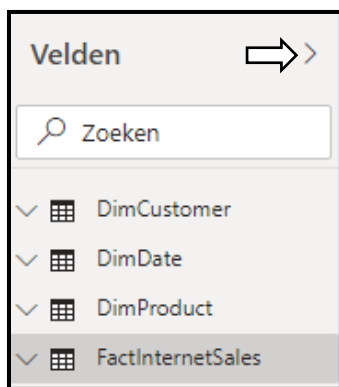 Velden
Zoeken
DimCustomer
DimDate
DimProduct
FactInternetSales